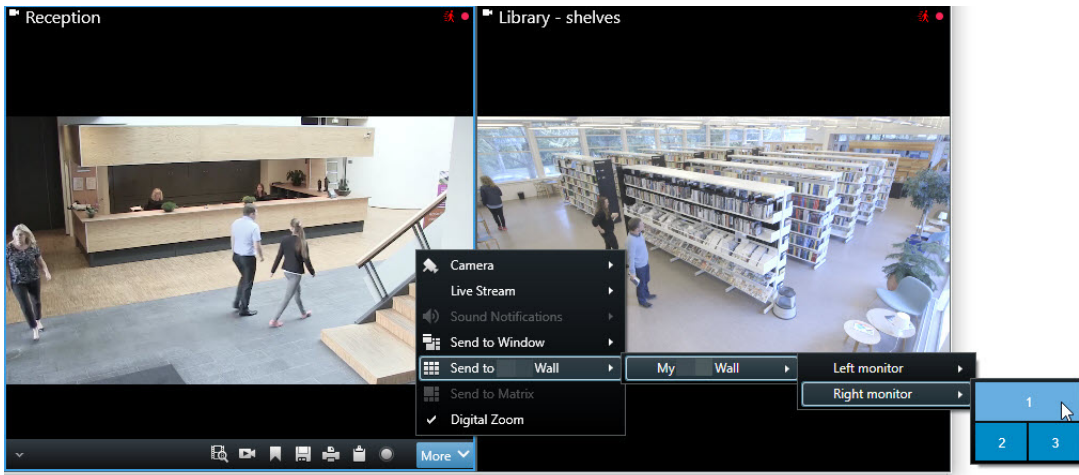 Reception
Library - shelves
Camera
Live Stream
Sound Notifications
Send to Window
Send to Wall
My Wall
Left monitor
Send to Matrix
Right monitor
1
Digital Zoom
2 3
More